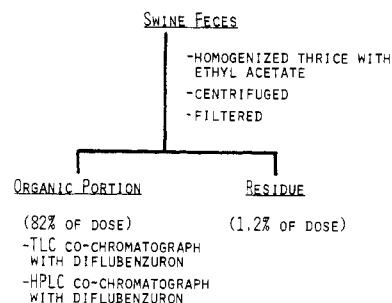 SWINE FECES
-HOMOGENIZED THRICE WITH
ETHYL ACETATE
-CENTRIFUGED
-FILTERED
ORGANIC PORTION
(82% OF DOSE)
-TLC CO-CHROMATOGRAPH
WITH DIFLUBENZURON
-HPLC CO-CHROMATOGRAPH
WITH DIFLUBENZURON
RESIDUE
(1.2% OF DOSE)